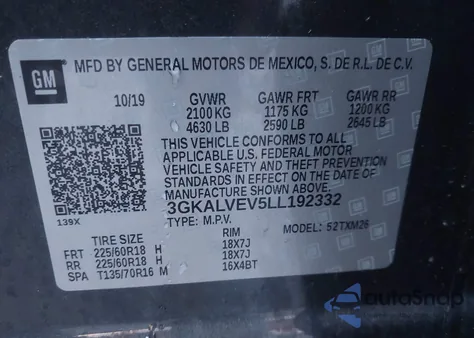 GM
MFD BY GENERAL MOTORS DE MEXICO, S. DE R.L. DE C.V.
10/19 GVWR GAWR FRT GAWR RR
2100 KG 1175 KG 1200 KG
4630 LB 2590 LB 2645 LB
THIS VEHICLE CONFORMS TO ALL
APPLICABLE U.S. FEDERAL MOTOR
VEHICLE SAFETY, BUMPER, AND THEFT
PREVENTION STANDARDS IN
EFFECT ON THE DATE OF
MANUFACTURE SHOWN ABOVE.
139X
3GKALVEV5LL192332
TYPE: M.P.V. MODEL: 52TXM26
TIRE SIZE RIM
FRT 225/60R18 H 18X7J
RR 225/60R18 H 18X7J
SPA T135/70R16 M 16X4BT
autoSnap